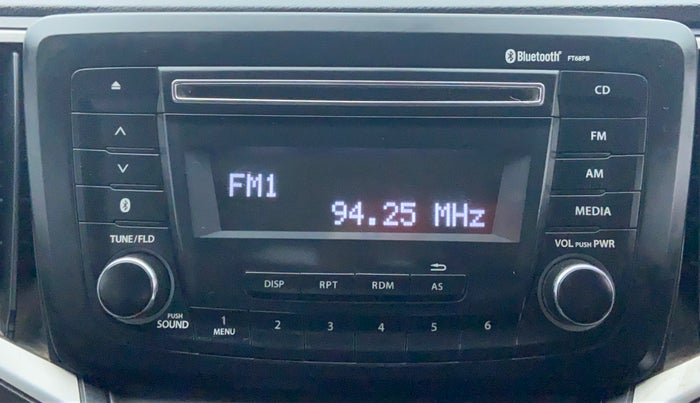 Bluetooth® FT68PB
CD
FM
FM1
AM
94.25 MHz
MEDIA
TUNE/FLD
VOL PUSH PWR
DISP RPT RDM AS
PUSH
SOUND
1 2 3 4 5 6
MENU